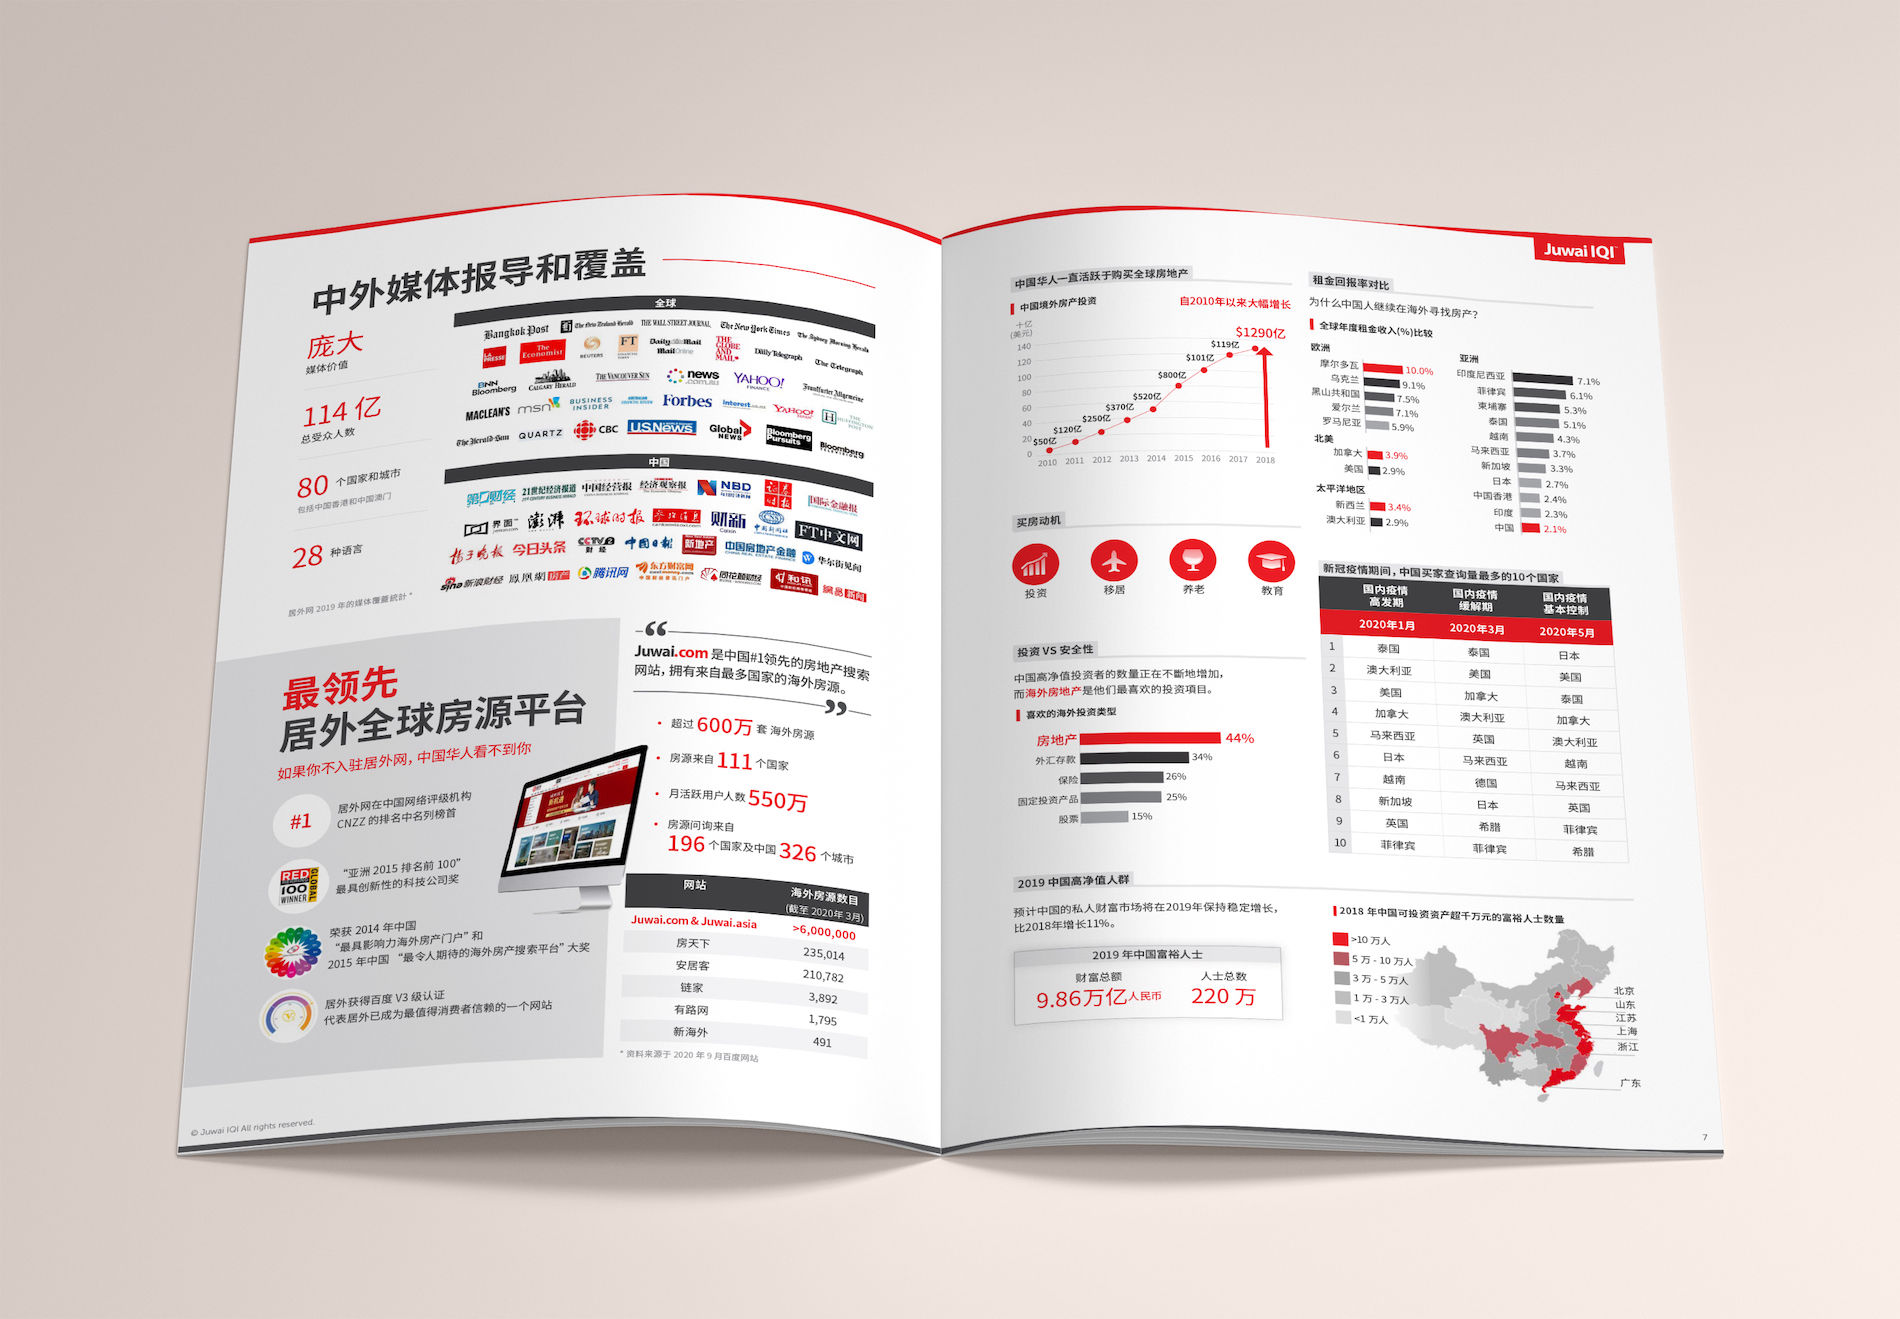 中外媒体报导和覆盖
庞大
媒体价值
114 亿
总受众人数
80 个国家和城市
包括中国香港和中国澳门
28 种语言
居外网 2019 年的媒体覆蓋統計 *
全球
Bangkok Post The New Zealand Herald THE WALL STREET JOURNAL The New York Times The Sydney Morning Herald
LA PRESSE The Economist REUTERS FT FINANCIAL TIMES DailyMail MailOnline THE GLOBE AND MAIL Daily Telegraph The Telegraph
BNN Bloomberg CALGARY HERALD THE VANCOUVER SUN news .com.au YAHOO! FINANCE Frankfurter Allgemeine
MACLEAN'S msn BUSINESS INSIDER Forbes YAHOO! THE HUFFINGTON POST
The Herald Sun QUARTZ CBC U.S.News Global NEWS Bloomberg Pursuits Bloomberg
中国
第一财经 21世纪经济报道 中国经营报 经济观察报 NBD 证券时报 国际金融报
界面 澎湃 环球时报 参考消息 财新 Caixin 中国新闻社 FT中文网
扬子晚报 今日头条 CCTV2 财经 中国日报 新地产 中国房地产金融 华尔街见闻
sina 新浪财经 鳳凰網 房产 腾讯网 东方财富网 同花顺财经 和讯 網易 新闻
最领先
居外全球房源平台
如果你不入驻居外网，中国华人看不到你
#1
居外网在中国网络评级机构
CNZZ 的排名中名列榜首
RED 100 WINNER GLOBAL
“亚洲 2015 排名前 100”
最具创新性的科技公司奖
荣获 2014 年中国
“最具影响力海外房产门户” 和
2015 年中国 “最令人期待的海外房产搜索平台” 大奖
居外获得百度 V3 级认证
代表居外已成为最值得消费者信赖的一个网站
© Juwai IQI All rights reserved.
“
Juwai.com 是中国#1领先的房地产搜索
网站，拥有来自最多国家的海外房源。
”
• 超过 600万 套 海外房源
• 房源来自 111 个国家
• 月活跃用户人数 550万
• 房源问询来自
196 个国家及中国 326 个城市
网站 海外房源数目
(截至 2020年 3月)
Juwai.com & Juwai.asia >6,000,000
房天下 235,014
安居客 210,782
链家 3,892
有路网 1,795
新海外 491
* 资料来源于 2020 年 9 月百度网站
Juwai IQI
中国华人一直活跃于购买全球房地产
中国境外房产投资
自2010年以来大幅增长
十亿
(美元)
140
120
100
80
60
40
20
0
$50亿
$120亿
$250亿
$370亿
$520亿
$800亿
$101亿
$119亿
$1290亿
2010 2011 2012 2013 2014 2015 2016 2017 2018
买房动机
投资 移居 养老 教育
投资 VS 安全性
中国高净值投资者的数量正在不斷地增加，
而海外房地产是他们最喜欢的投资項目。
喜欢的海外投资类型
房地产 44%
外汇存款 34%
保险 26%
固定投资产品 25%
股票 15%
2019 中国高净值人群
预计中国的私人财富市场将在2019年保持稳定增长，
比2018年增长11%。
2019 年中国富裕人士
财富总额 人士总数
9.86万亿人民币 220 万
租金回报率对比
为什么中国人继续在海外寻找房产？
全球年度租金收入(%)比较
欧洲
摩尔多瓦 10.0%
乌克兰 9.1%
黑山共和国 7.5%
爱尔兰 7.1%
罗马尼亚 5.9%
北美
加拿大 3.9%
美国 2.9%
太平洋地区
新西兰 3.4%
澳大利亚 2.9%
亚洲
印度尼西亚 7.1%
菲律宾 6.1%
柬埔寨 5.3%
泰国 5.1%
越南 4.3%
马来西亚 3.7%
新加坡 3.3%
日本 2.7%
中国香港 2.4%
印度 2.3%
中国 2.1%
新冠疫情期间，中国买家查询量最多的10个国家
国内疫情 国内疫情 国内疫情
高发期 缓解期 基本控制
2020年1月 2020年3月 2020年5月
1 泰国 泰国 日本
2 澳大利亚 美国 美国
3 美国 加拿大 泰国
4 加拿大 澳大利亚 加拿大
5 马来西亚 英国 澳大利亚
6 日本 马来西亚 越南
7 越南 德国 马来西亚
8 新加坡 日本 英国
9 英国 希腊 菲律宾
10 菲律宾 菲律宾 希腊
2018 年中国可投资资产超千万元的富裕人士数量
>10 万人
5 万 - 10 万人
3 万 - 5 万人
1 万 - 3 万人
<1 万人
北京
山东
江苏
上海
浙江
广东
7